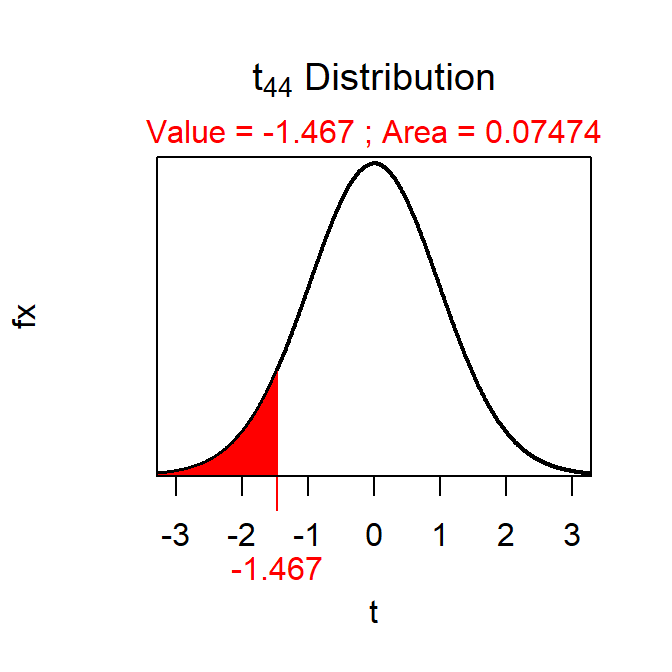 t₄₄ Distribution
Value = -1.467 ; Area = 0.07474
fx
-3 -2 -1 0 1 2 3
-1.467
t